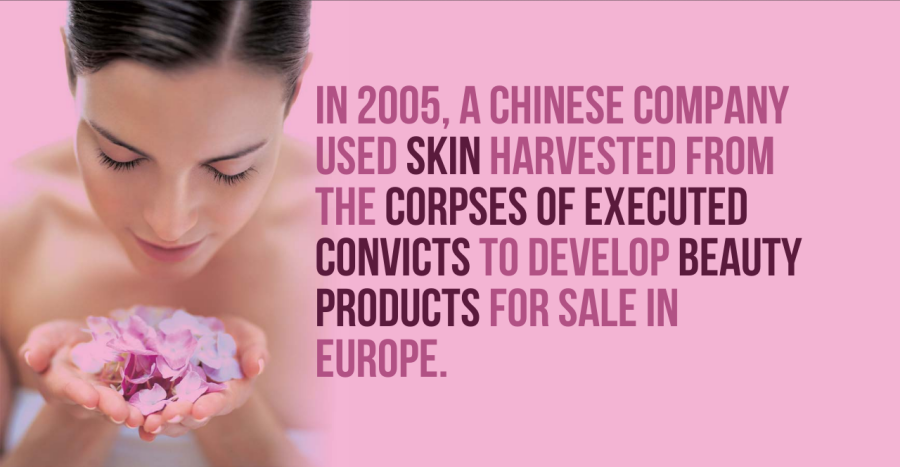 IN 2005, A CHINESE COMPANY
USED SKIN HARVESTED FROM
THE CORPSES OF EXECUTED
CONVICTS TO DEVELOP BEAUTY
PRODUCTS FOR SALE IN
EUROPE.